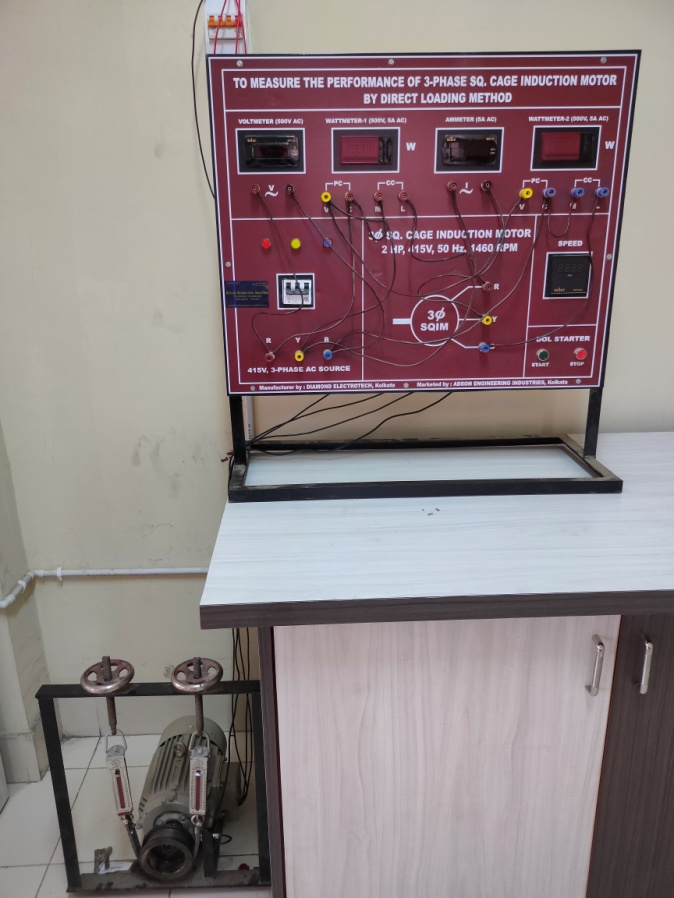 TO MEASURE THE PERFORMANCE OF 3-PHASE SQ. CAGE INDUCTION MOTOR
BY DIRECT LOADING METHOD
VOLTMETER (500V AC)
WATTMETER-1 (500V, 5A AC)
AMMETER (5A AC)
WATTMETER-2 (500V, 5A AC)
W
W
V
PC
CC
I
PC
CC
V
M
L
3Ø SQ. CAGE INDUCTION MOTOR
2 HP, 415V, 50 Hz. 1460 RPM
SPEED
R
3Ø
SQIM
Y
R
Y
B
415V, 3-PHASE AC SOURCE
DOL STARTER
START
STOP
Manufacturer by : DIAMOND ELECTROTECH, Kolkata
Marketed by : ADSON ENGINEERING INDUSTRIES, Kolkata